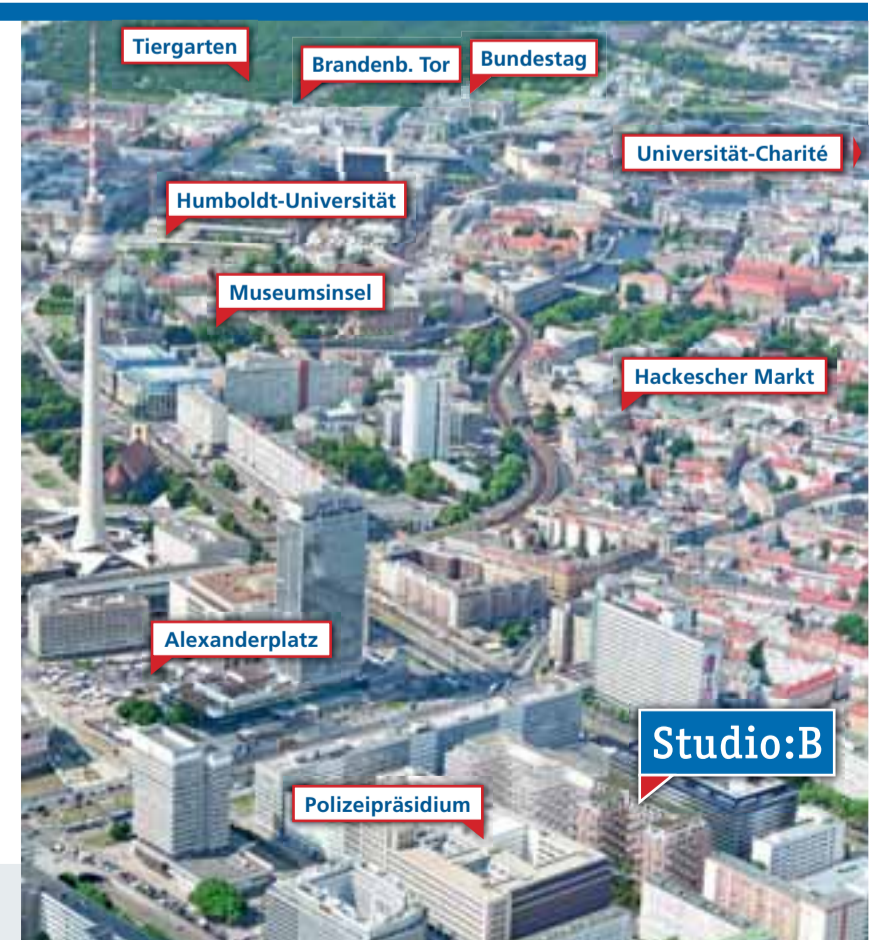 Tiergarten
Brandenb. Tor
Bundestag
Universität-Charité
Humboldt-Universität
Museumsinsel
Hackescher Markt
Alexanderplatz
Studio:B
Polizeipräsidium